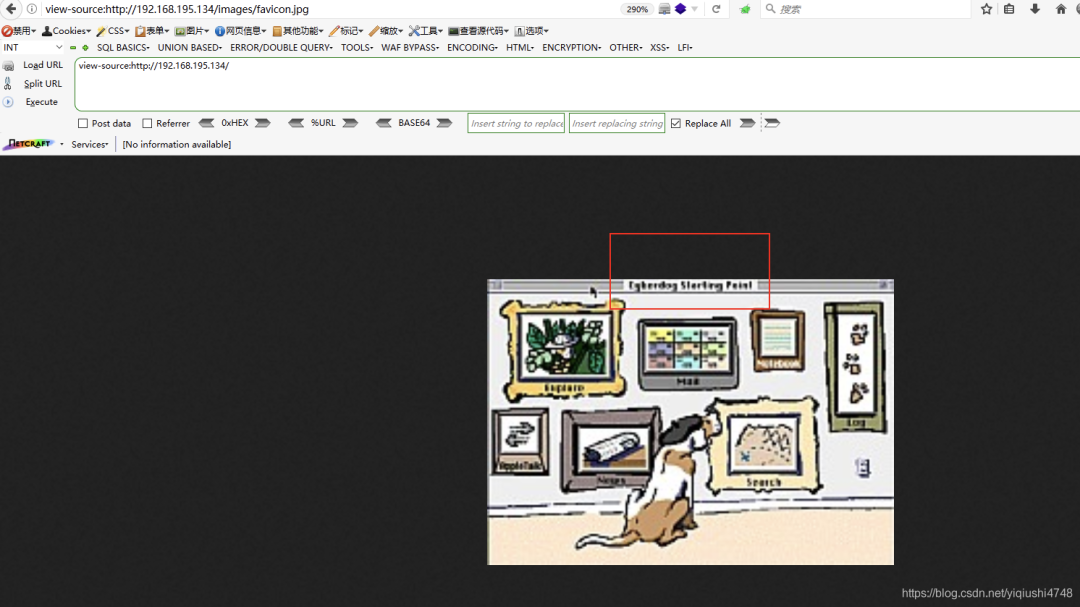 view-source:http://192.168.195.134/images/favicon.jpg 290% 搜索
禁用 Cookies CSS 表单 图片 网页信息 其他功能 标记 缩放 工具 查看源代码 选项
INT SQL BASICS UNION BASED ERROR/DOUBLE QUERY TOOLS WAF BYPASS ENCODING HTML ENCRYPTION OTHER XSS LFI
Load URL view-source:http://192.168.195.134/
Split URL
Execute
Post data Referrer 0xHEX %URL BASE64 Insert string to replace Insert replacing string Replace All
NETCRAFT Services [No information available]
Cyberdog Starting Point
Explore
Mail
Notebook
Log
AppleTalk
News
Search
https://blog.csdn.net/yiqiushi4748